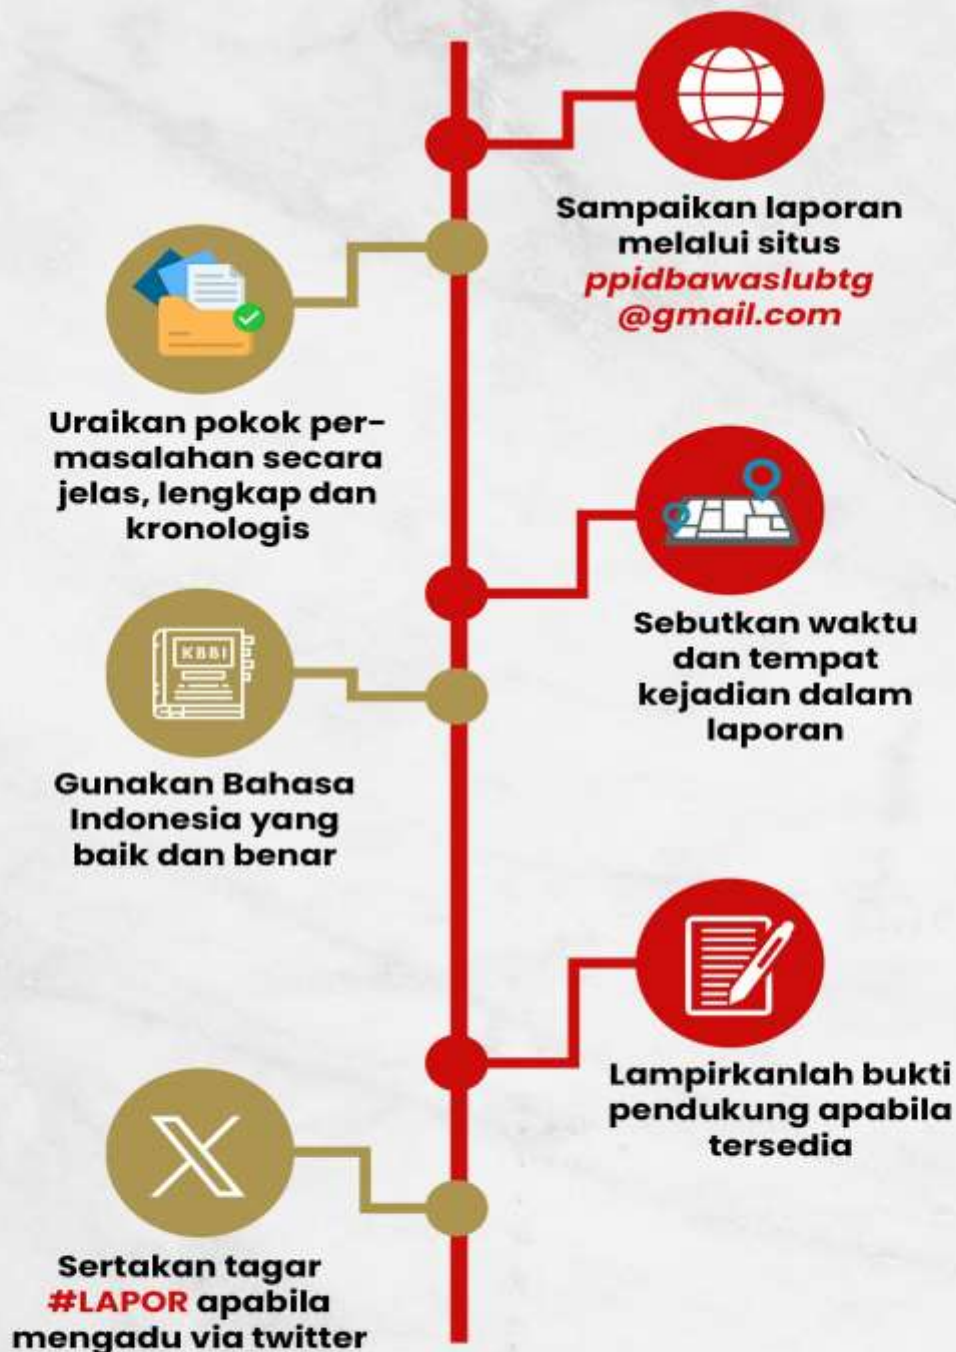 Sampaikan laporan
melalui situs
ppidbawaslubtg
@gmail.com
Uraikan pokok per-
masalahan secara
jelas, lengkap dan
kronologis
Sebutkan waktu
dan tempat
kejadian dalam
laporan
KBBI
Gunakan Bahasa
Indonesia yang
baik dan benar
Lampirkanlah bukti
pendukung apabila
tersedia
Sertakan tagar
#LAPOR apabila
mengadu via twitter